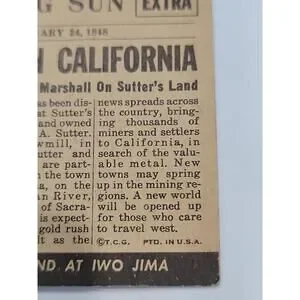 G SUN EXTRA
ARY 24, 1848
N CALIFORNIA
Marshall On Sutter's Land
as been dis-
at Sutter's
nd owned
A. Sutter.
wmill, in
utter and
are part-
n the town
a, on the
an River,
of Sacra-
is expect-
gold rush
t as the
news spreads across
the country, bring-
ing thousands of
miners and settlers
to California, in
search of the valu-
able metal. New
towns may spring
up in the mining re-
gions. A new world
will be opened up
for those who care
to travel west.
©T.C.G. PTD. IN U.S.A.
ND AT IWO JIMA